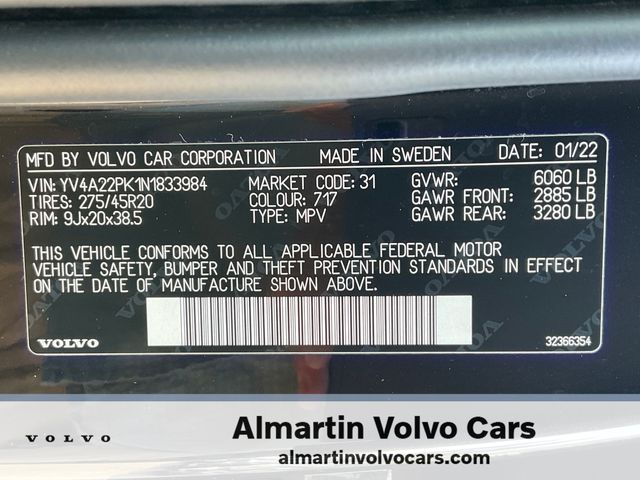 MFD BY VOLVO CAR CORPORATION MADE IN SWEDEN DATE: 01/22
VIN: YV4A22PK1N1833984 MARKET CODE: 31 GVWR: 6060 LB
TIRES: 275/45R20 COLOUR: 717 GAWR FRONT: 2885 LB
RIM: 9Jx20x38.5 TYPE: MPV GAWR REAR: 3280 LB
THIS VEHICLE CONFORMS TO ALL APPLICABLE FEDERAL MOTOR
VEHICLE SAFETY, BUMPER AND THEFT PREVENTION STANDARDS IN EFFECT
ON THE DATE OF MANUFACTURE SHOWN ABOVE.
VOLVO 32366354
VOLVO Almartin Volvo Cars
almartinvolvocars.com